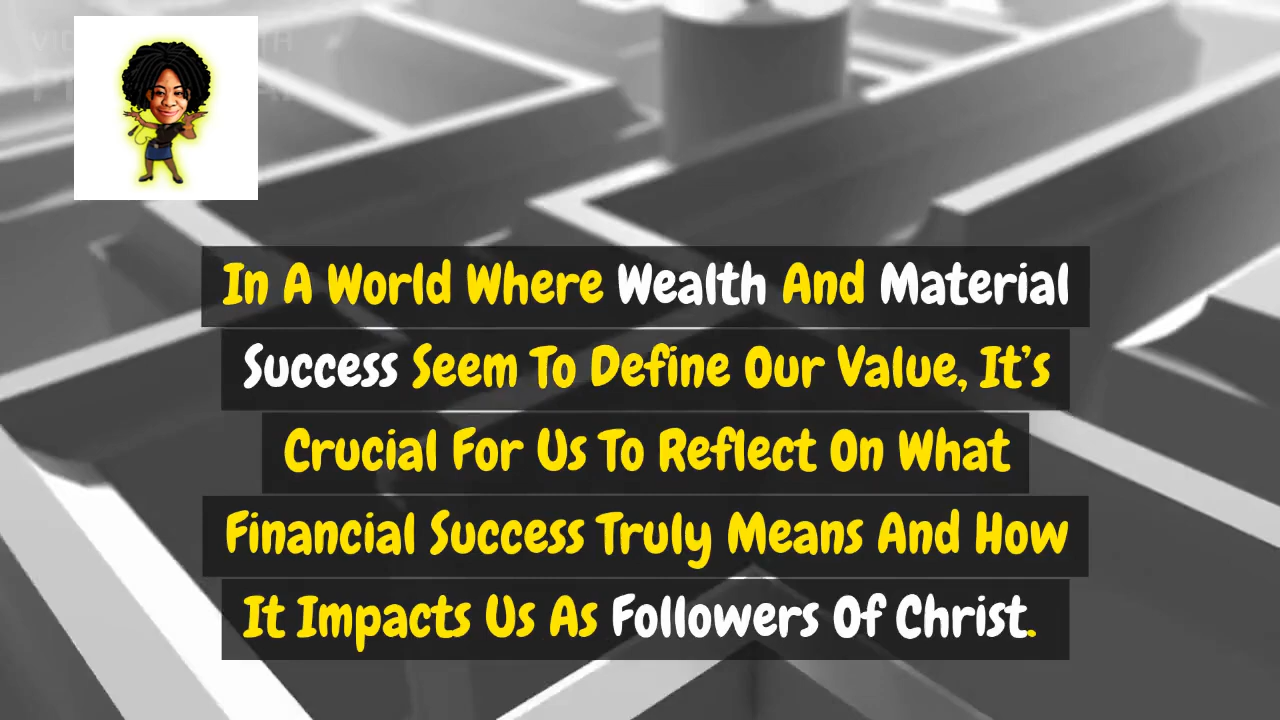 In A World Where Wealth And Material
Success Seem To Define Our Value, It's
Crucial For Us To Reflect On What
Financial Success Truly Means And How
It Impacts Us As Followers Of Christ.